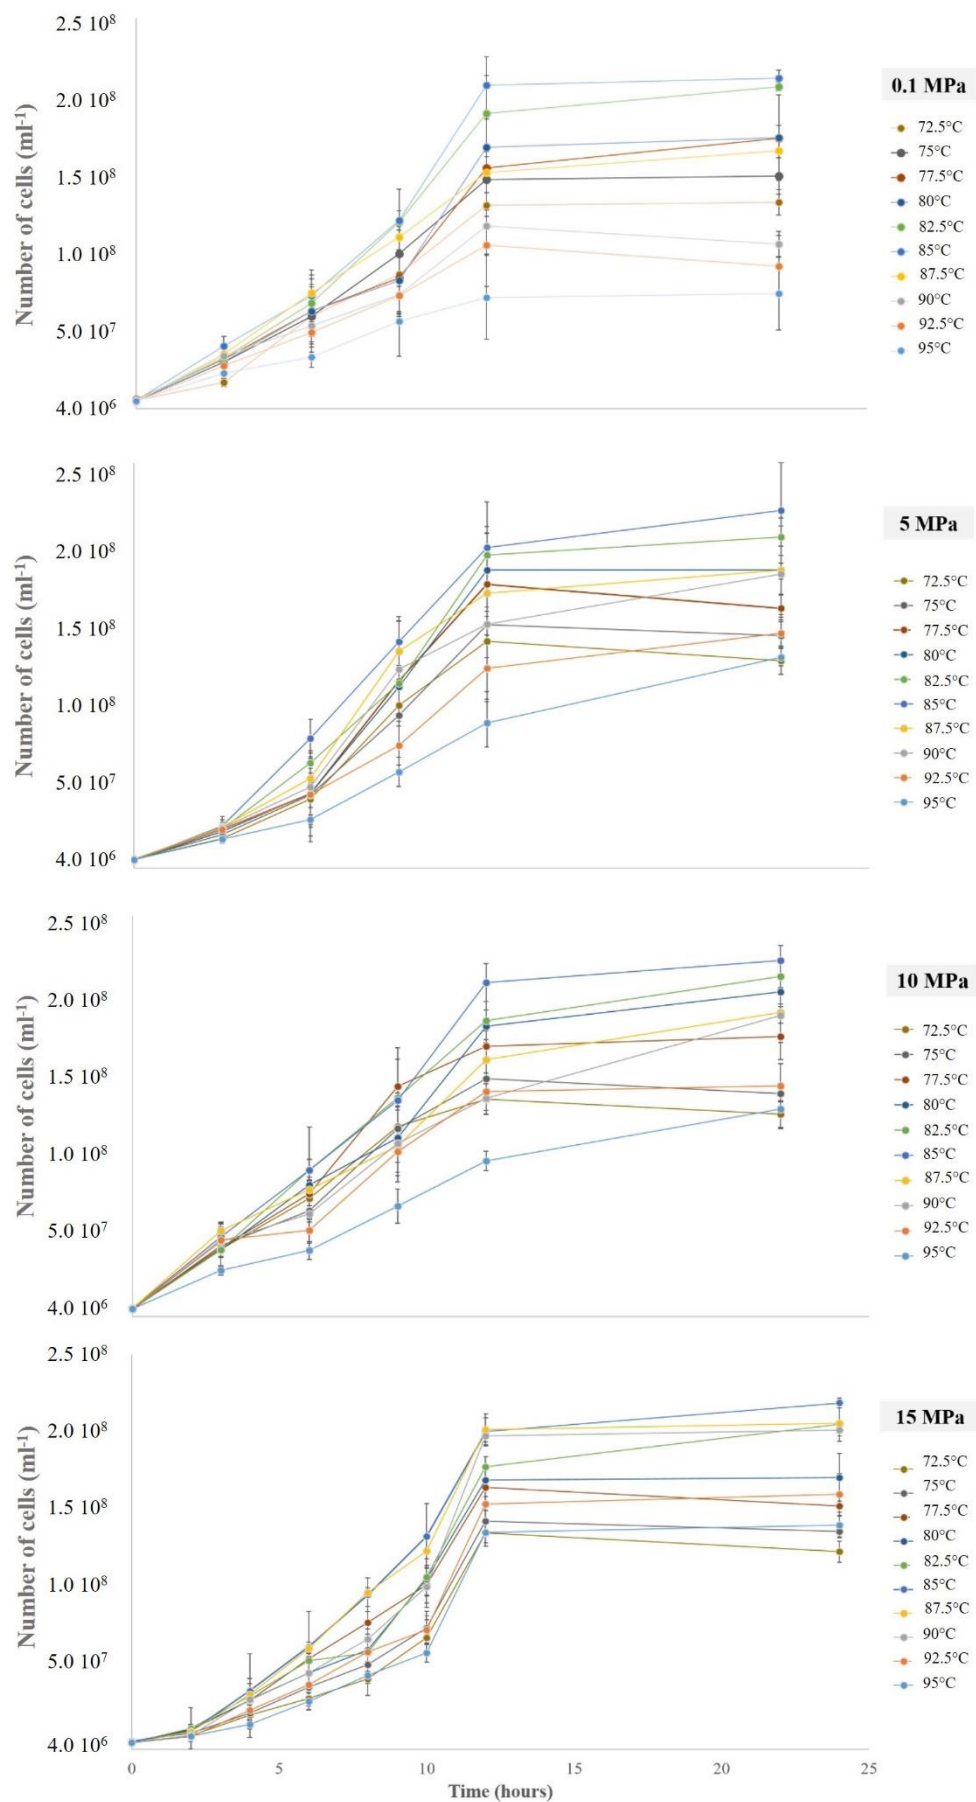 2.5 10⁸
2.0 10⁸
1.5 10⁸
1.0 10⁸
5.0 10⁷
4.0 10⁶
Number of cells (ml⁻¹)
0.1 MPa
72.5°C
75°C
77.5°C
80°C
82.5°C
85°C
87.5°C
90°C
92.5°C
95°C
2.5 10⁸
2.0 10⁸
1.5 10⁸
1.0 10⁸
5.0 10⁷
4.0 10⁶
Number of cells (ml⁻¹)
5 MPa
72.5°C
75°C
77.5°C
80°C
82.5°C
85°C
87.5°C
90°C
92.5°C
95°C
2.5 10⁸
2.0 10⁸
1.5 10⁸
1.0 10⁸
5.0 10⁷
4.0 10⁶
Number of cells (ml⁻¹)
10 MPa
72.5°C
75°C
77.5°C
80°C
82.5°C
85°C
87.5°C
90°C
92.5°C
95°C
2.5 10⁸
2.0 10⁸
1.5 10⁸
1.0 10⁸
5.0 10⁷
4.0 10⁶
Number of cells (ml⁻¹)
15 MPa
72.5°C
75°C
77.5°C
80°C
82.5°C
85°C
87.5°C
90°C
92.5°C
95°C
0 5 10 15 20 25
Time (hours)